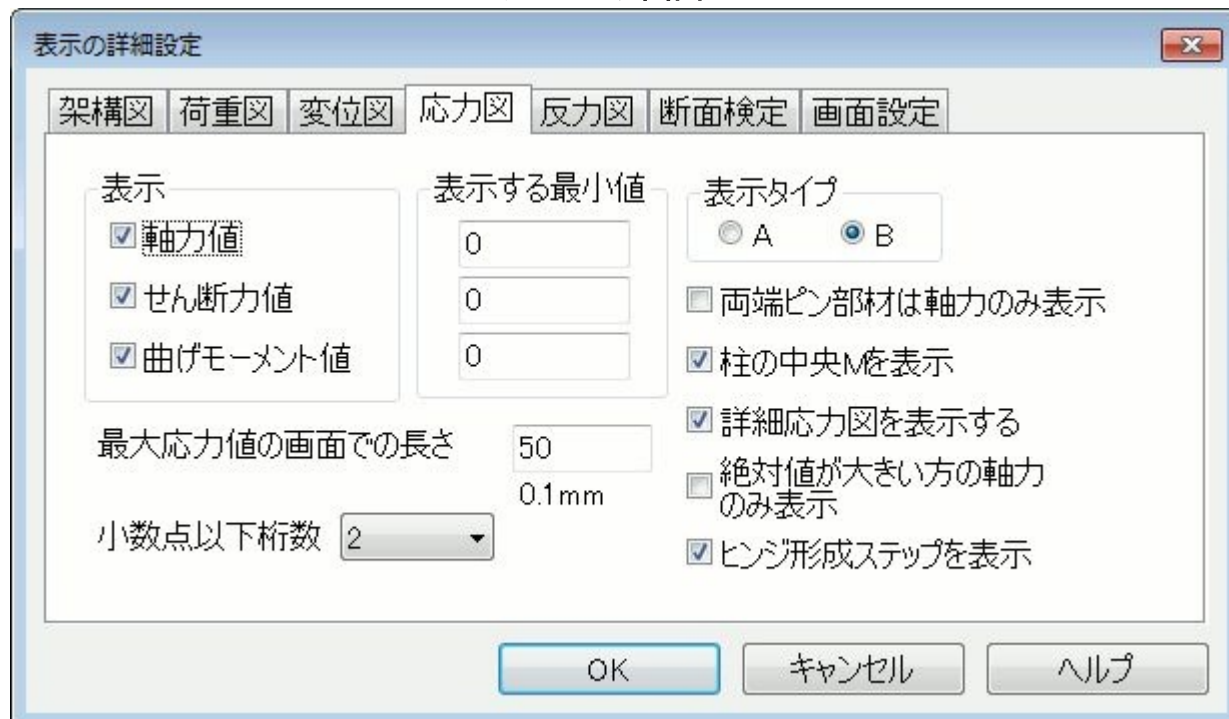 表示の詳細設定
架構図 荷重図 変位図 応力図 反力図 断面検定 画面設定
表示
軸力値
せん断力値
曲げモーメント値
表示する最小値
0
0
0
最大応力値の画面での長さ 50
0.1mm
小数点以下桁数 2
表示タイプ
A B
両端ピン部材は軸力のみ表示
柱の中央Mを表示
詳細応力図を表示する
絶対値が大きい方の軸力
のみ表示
ヒンジ形成ステップを表示
OK キャンセル ヘルプ